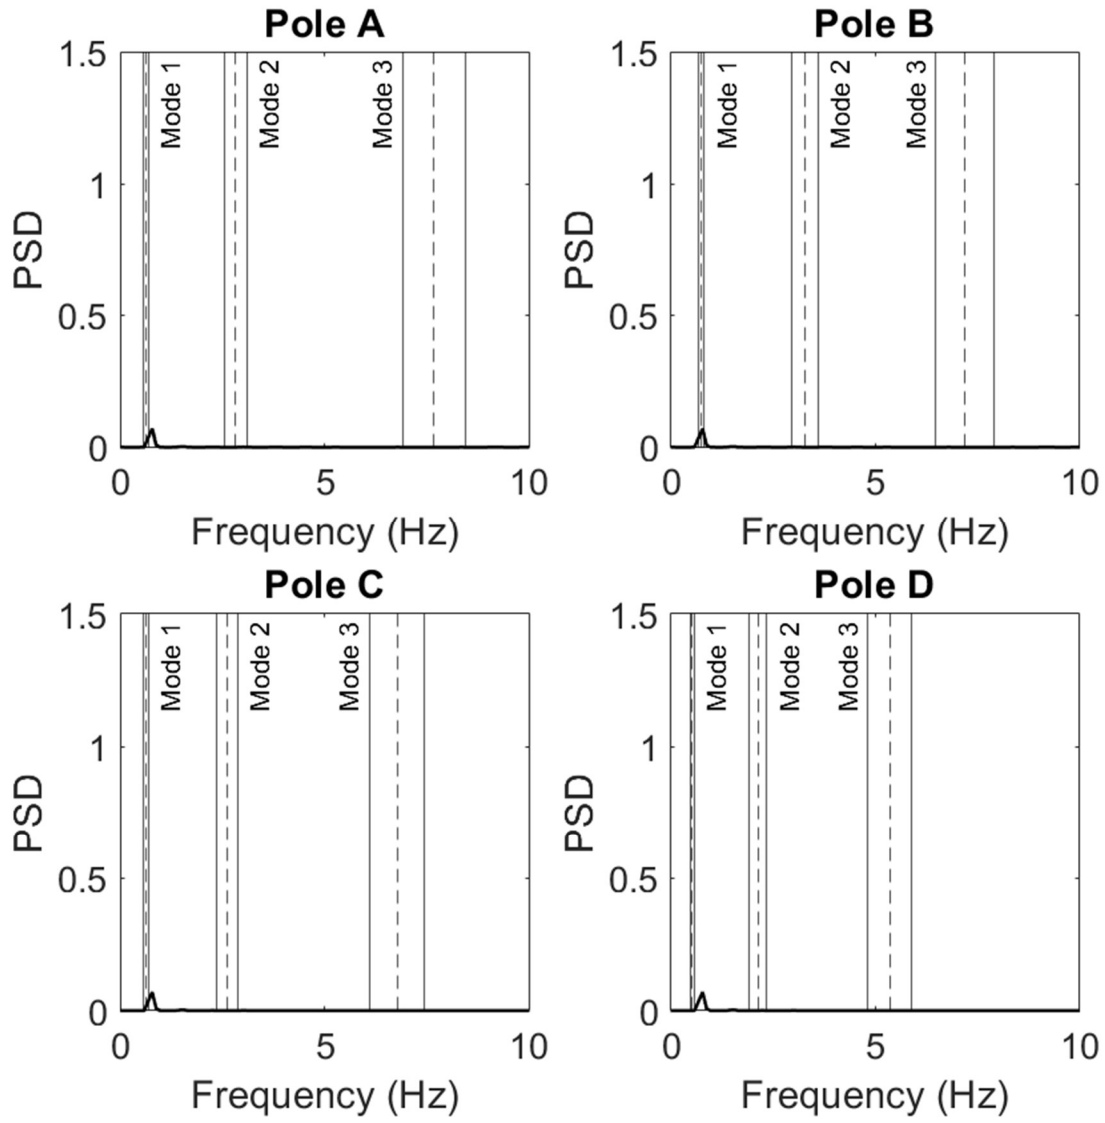 Pole A
1.5
1
0.5
0
PSD
Mode 1
Mode 2
Mode 3
0 5 10
Frequency (Hz)
Pole B
1.5
1
0.5
0
PSD
Mode 1
Mode 2
Mode 3
0 5 10
Frequency (Hz)
Pole C
1.5
1
0.5
0
PSD
Mode 1
Mode 2
Mode 3
0 5 10
Frequency (Hz)
Pole D
1.5
1
0.5
0
PSD
Mode 1
Mode 2
Mode 3
0 5 10
Frequency (Hz)